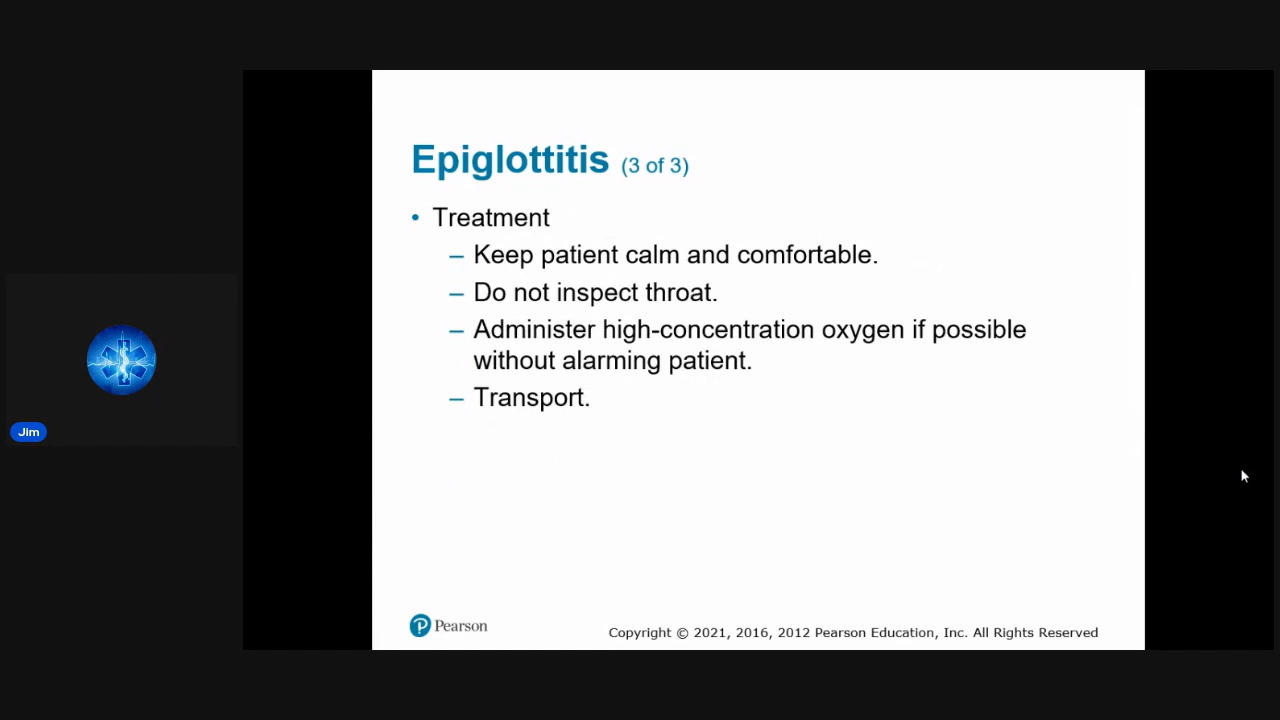 Epiglottitis (3 of 3)
• Treatment
– Keep patient calm and comfortable.
– Do not inspect throat.
– Administer high-concentration oxygen if possible
without alarming patient.
– Transport.
Jim
Pearson
Copyright © 2021, 2016, 2012 Pearson Education, Inc. All Rights Reserved